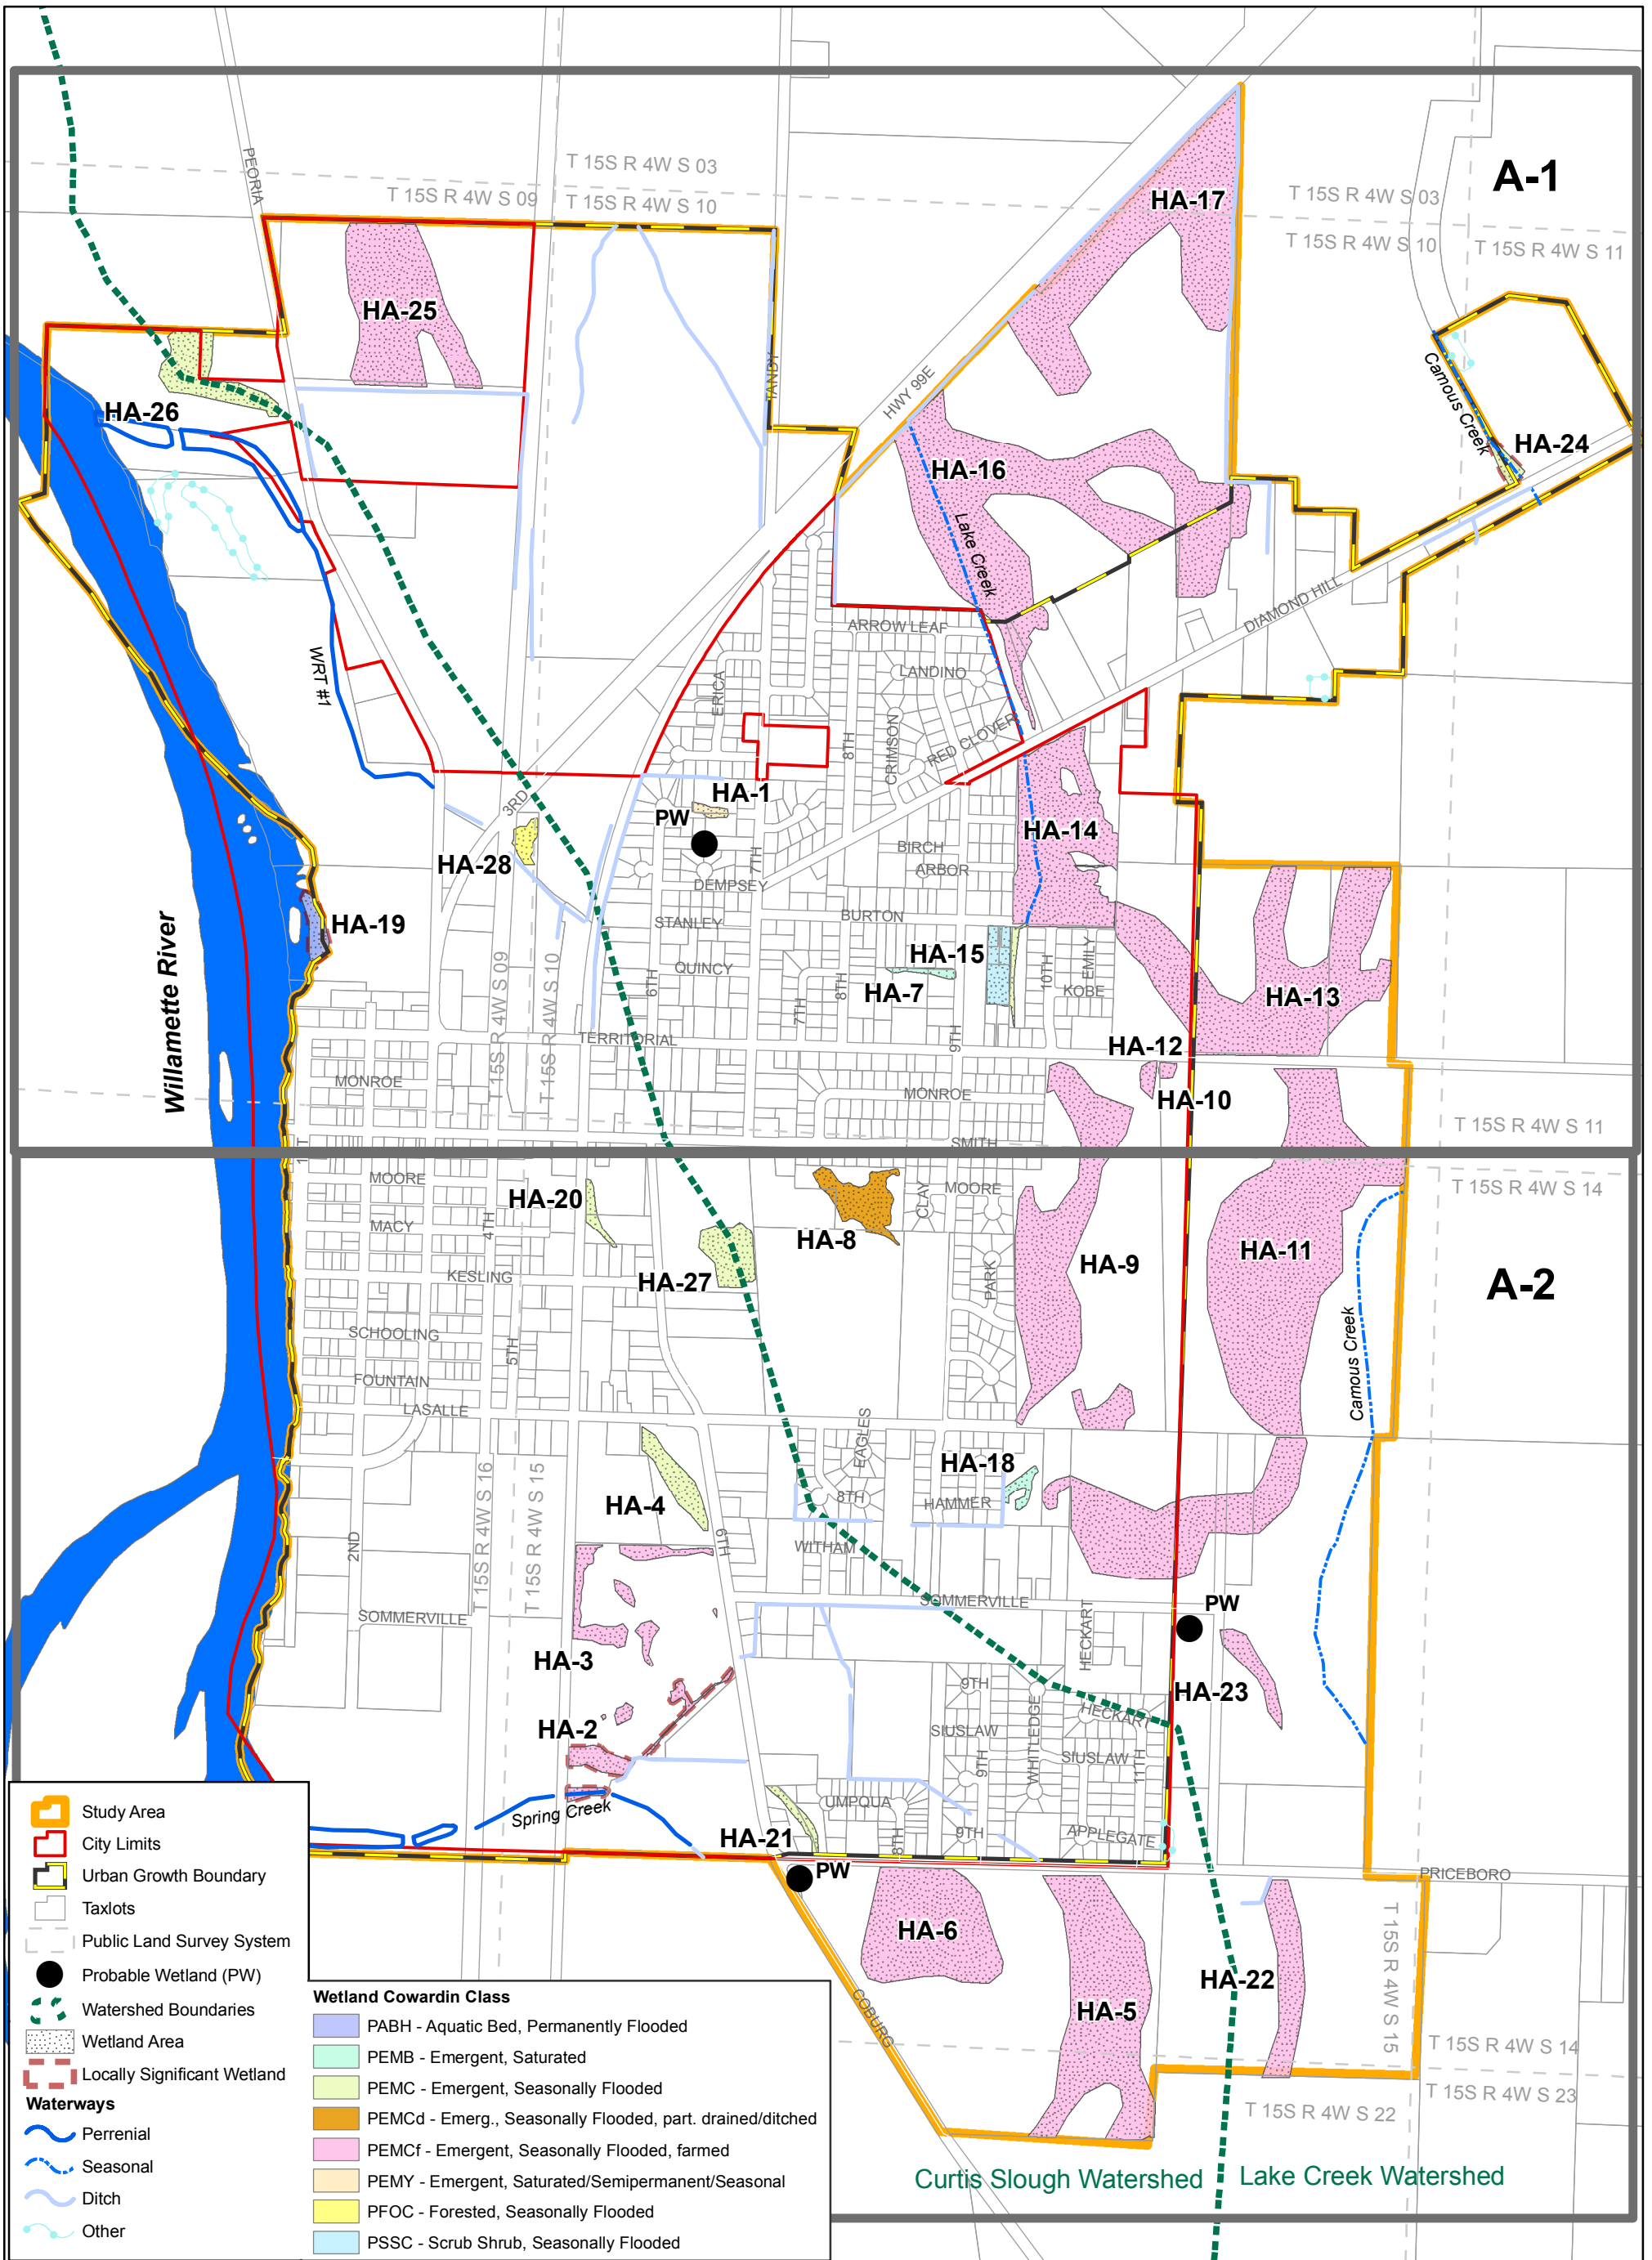 A-1
T 15S R 4W S 03
T 15S R 4W S 09
T 15S R 4W S 10
PEORIA
HA-17
T 15S R 4W S 03
T 15S R 4W S 10
T 15S R 4W S 11
HA-25
TANDY
HWY 99E
Camous Creek
HA-26
HA-24
HA-16
Lake Creek
DIAMOND HILL
ARROW LEAF
WRT #1
LANDINO
ERICA
CRIMSON
RED CLOVER
8TH
HA-1
3RD
PW
HA-14
HA-28
7TH
BIRCH
DEMPSEY
ARBOR
HA-19
STANLEY
BURTON
Willamette River
T 15S R 4W S 09
T 15S R 4W S 10
QUINCY
6TH
HA-15
HA-7
8TH
7TH
10TH
EMILY
KOBE
HA-13
TERRITORIAL
9TH
HA-12
MONROE
MONROE
HA-10
SMITH
T 15S R 4W S 11
MOORE
HA-20
MOORE
T 15S R 4W S 14
CLAY
MACY
4TH
HA-8
HA-9
HA-11
KESLING
HA-27
PARK
A-2
SCHOOLING
5TH
Camous Creek
FOUNTAIN
LASALLE
EAGLES
HA-18
T 15S R 4W S 16
T 15S R 4W S 15
HA-4
8TH
HAMMER
2ND
6TH
WITHAM
SOMMERVILLE
SOMMERVILLE
PW
HECKART
HA-3
9TH
HA-23
HA-2
WHITLEDGE
HECKART
SIUSLAW
9TH
SIUSLAW
11TH
Spring Creek
UMPQUA
HA-21
8TH
9TH
APPLEGATE
PW
PRICEBORO
HA-6
HA-22
HA-5
T 15S R 4W S 15
COBURG
T 15S R 4W S 14
T 15S R 4W S 23
T 15S R 4W S 22
Curtis Slough Watershed
Lake Creek Watershed
Study Area
City Limits
Urban Growth Boundary
Taxlots
Public Land Survey System
Probable Wetland (PW)
Watershed Boundaries
Wetland Area
Locally Significant Wetland
Waterways
Perrenial
Seasonal
Ditch
Other
Wetland Cowardin Class
PABH - Aquatic Bed, Permanently Flooded
PEMB - Emergent, Saturated
PEMC - Emergent, Seasonally Flooded
PEMCd - Emerg., Seasonally Flooded, part. drained/ditched
PEMCf - Emergent, Seasonally Flooded, farmed
PEMY - Emergent, Saturated/Semipermanent/Seasonal
PFOC - Forested, Seasonally Flooded
PSSC - Scrub Shrub, Seasonally Flooded